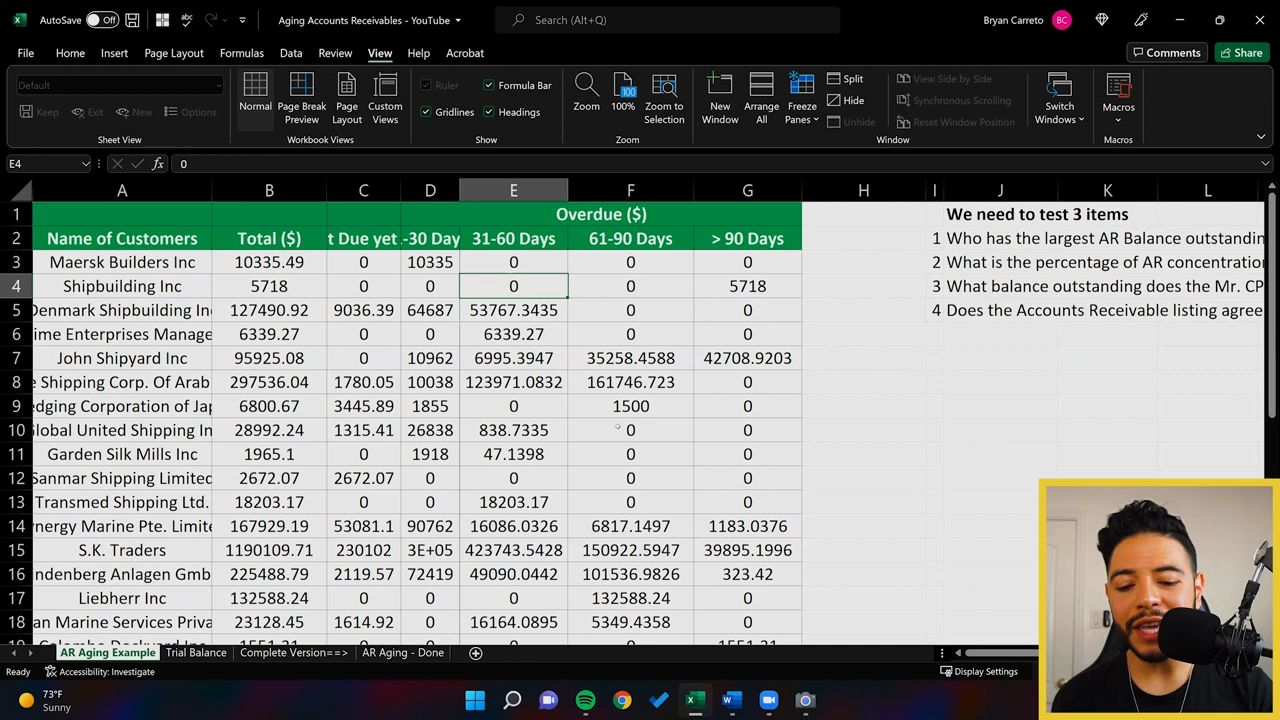 AutoSave Off Aging Accounts Receivables - YouTube Search (Alt+Q) Bryan Carreto BC
File Home Insert Page Layout Formulas Data Review View Help Acrobat Comments Share
Default
Keep Exit New Options
Sheet View
Normal Page Break Preview Page Layout Custom Views
Workbook Views
Ruler Formula Bar
Gridlines Headings
Show
Zoom 100% Zoom to Selection
Zoom
New Window Arrange All Freeze Panes Split Hide Unhide
View Side by Side
Synchronous Scrolling
Reset Window Position
Window
Switch Windows
Macros
Macros
E4 fx 0
A B C D E F G H I J K L
1 Overdue ($) We need to test 3 items
2 Name of Customers Total ($) t Due yet -30 Day 31-60 Days 61-90 Days > 90 Days 1 Who has the largest AR Balance outstandin
3 Maersk Builders Inc 10335.49 0 10335 0 0 0 2 What is the percentage of AR concentration
4 Shipbuilding Inc 5718 0 0 0 0 5718 3 What balance outstanding does the Mr. CP
5 Denmark Shipbuilding In 127490.92 9036.39 64687 53767.3435 0 0 4 Does the Accounts Receivable listing agree
6 ime Enterprises Manage 6339.27 0 0 6339.27 0 0
7 John Shipyard Inc 95925.08 0 10962 6995.3947 35258.4588 42708.9203
8 e Shipping Corp. Of Arab 297536.04 1780.05 10038 123971.0832 161746.723 0
9 edging Corporation of Jap 6800.67 3445.89 1855 0 1500 0
10 Global United Shipping In 28992.24 1315.41 26838 838.7335 0 0
11 Garden Silk Mills Inc 1965.1 0 1918 47.1398 0 0
12 Sanmar Shipping Limited 2672.07 2672.07 0 0 0 0
13 Transmed Shipping Ltd. 18203.17 0 0 18203.17 0 0
14 ynergy Marine Pte. Limite 167929.19 53081.1 90762 16086.0326 6817.1497 1183.0376
15 S.K. Traders 1190109.71 230102 3E+05 423743.5428 150922.5947 39895.1996
16 ndenberg Anlagen Gmb 225488.79 2119.57 72419 49090.0442 101536.9826 323.42
17 Liebherr Inc 132588.24 0 0 0 132588.24 0
18 an Marine Services Priva 23128.45 1614.92 0 16164.0895 5349.4358 0
AR Aging Example Trial Balance Complete Version==> AR Aging - Done
Ready Accessibility: Investigate Display Settings
73°F
Sunny